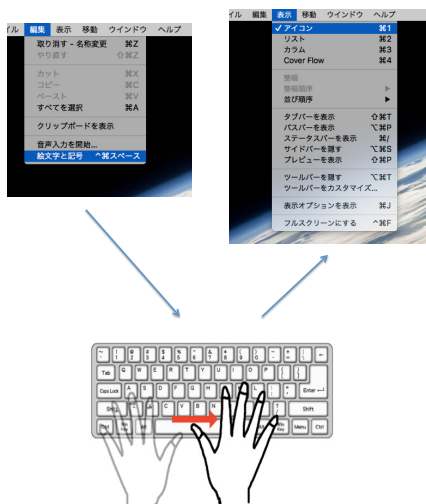 イル 編集 表示 移動 ウインドウ ヘルプ
取り消す - 名称変更 ⌘Z
やり直す ⇧⌘Z
カット ⌘X
コピー ⌘C
ペースト ⌘V
すべてを選択 ⌘A
クリップボードを表示
音声入力を開始...
絵文字と記号 ^⌘スペース
イル 編集 表示 移動 ウインドウ ヘルプ
✓ アイコン ⌘1
リスト ⌘2
カラム ⌘3
Cover Flow ⌘4
整頓
整頓順序 ▶
並び順序 ▶
タブバーを表示 ⇧⌘T
パスバーを表示 ⌥⌘P
ステータスバーを表示 ⌘/
サイドバーを隠す ⌥⌘S
プレビューを表示 ⇧⌘P
ツールバーを隠す ⌥⌘T
ツールバーをカスタマイズ...
表示オプションを表示 ⌘J
フルスクリーンにする ^⌘F
Tab Q W E R T Y U I O P
Caps Lock A S D F G H L Enter
Shift C V B N Shift
Ctrl Alt Menu Ctrl